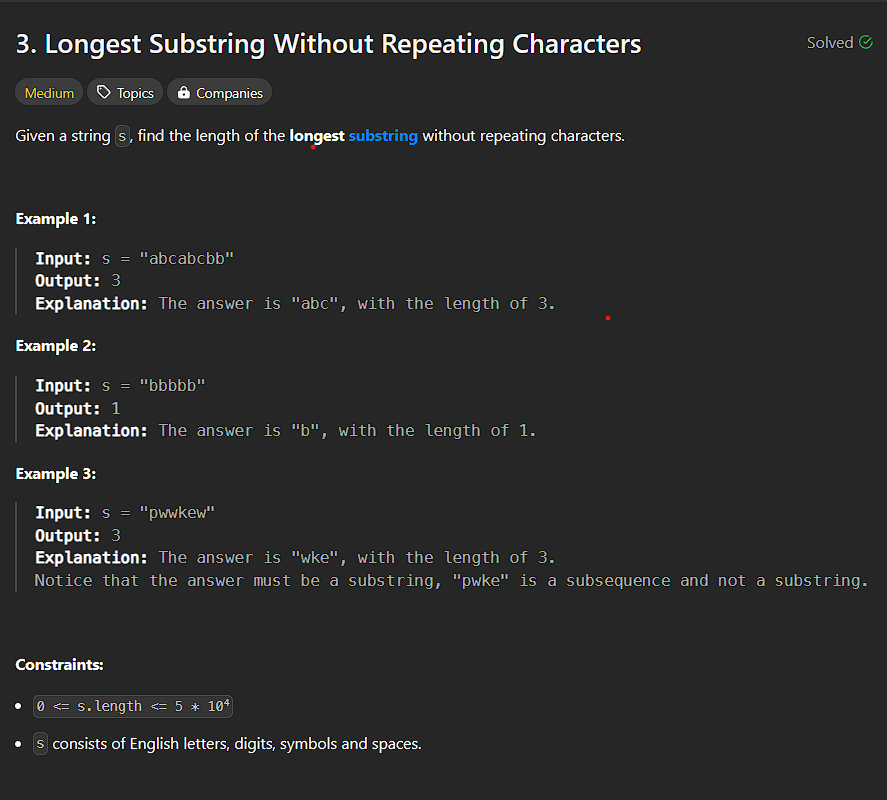 3. Longest Substring Without Repeating Characters
Solved
Medium Topics Companies
Given a string s, find the length of the longest substring without repeating characters.
Example 1:
Input: s = "abcabcbb"
Output: 3
Explanation: The answer is "abc", with the length of 3.
Example 2:
Input: s = "bbbbb"
Output: 1
Explanation: The answer is "b", with the length of 1.
Example 3:
Input: s = "pwwkew"
Output: 3
Explanation: The answer is "wke", with the length of 3.
Notice that the answer must be a substring, "pwke" is a subsequence and not a substring.
Constraints:
• 0 <= s.length <= 5 * 10⁴
• s consists of English letters, digits, symbols and spaces.